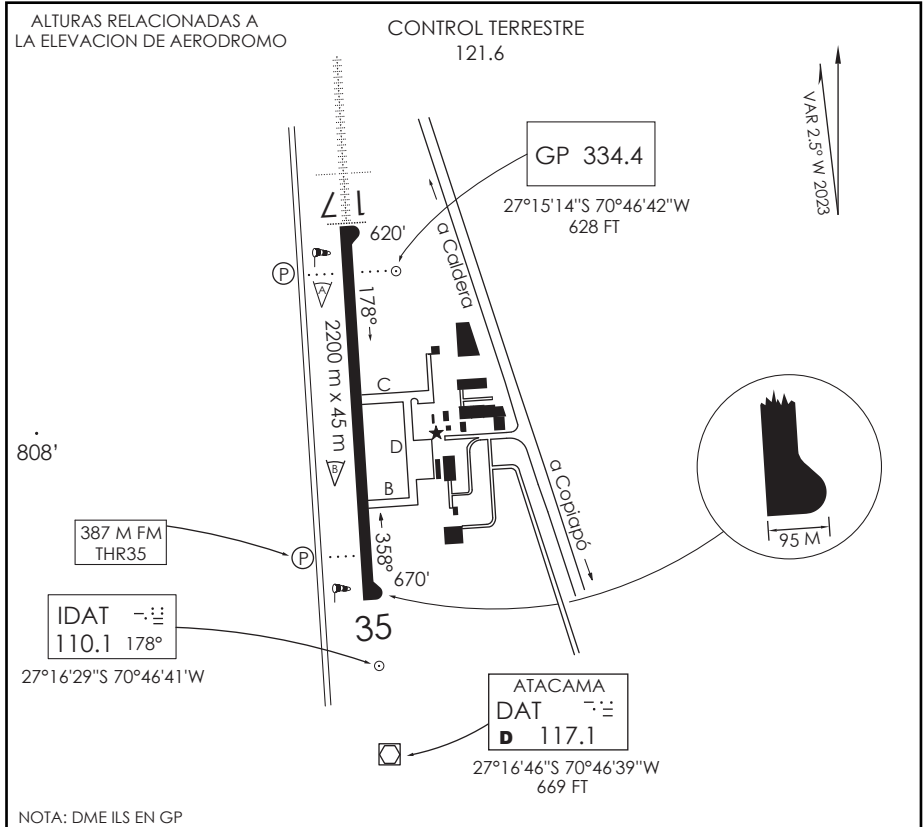 ALTURAS RELACIONADAS A
LA ELEVACION DE AERODROMO
CONTROL TERRESTRE
121.6
VAR 2.5° W 2023
GP 334.4
27°15'14"S 70°46'42"W
628 FT
a Caldera
17
620'
P
A
178°
2200 m x 45 m
C
D
B
808'
B
a Copiapó
95 M
387 M FM
THR35
P
358°
670'
35
IDAT
110.1 178°
27°16'29"S 70°46'41"W
ATACAMA
DAT
D 117.1
27°16'46"S 70°46'39"W
669 FT
NOTA: DME ILS EN GP